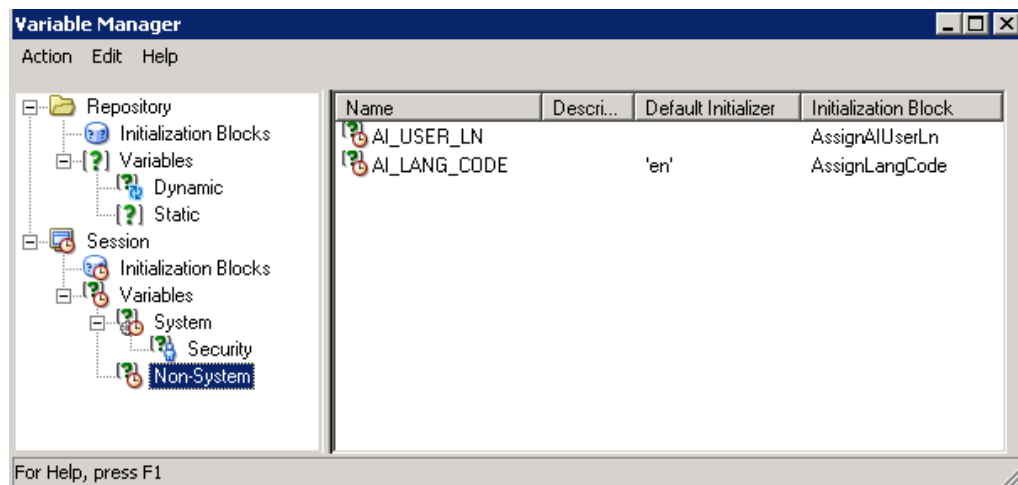 Variable Manager
Action Edit Help
Repository
Initialization Blocks
Variables
Dynamic
Static
Session
Initialization Blocks
Variables
System
Security
Non-System
Name Descri... Default Initializer Initialization Block
AI_USER_LN AssignAIUserLn
AI_LANG_CODE 'en' AssignLangCode
For Help, press F1